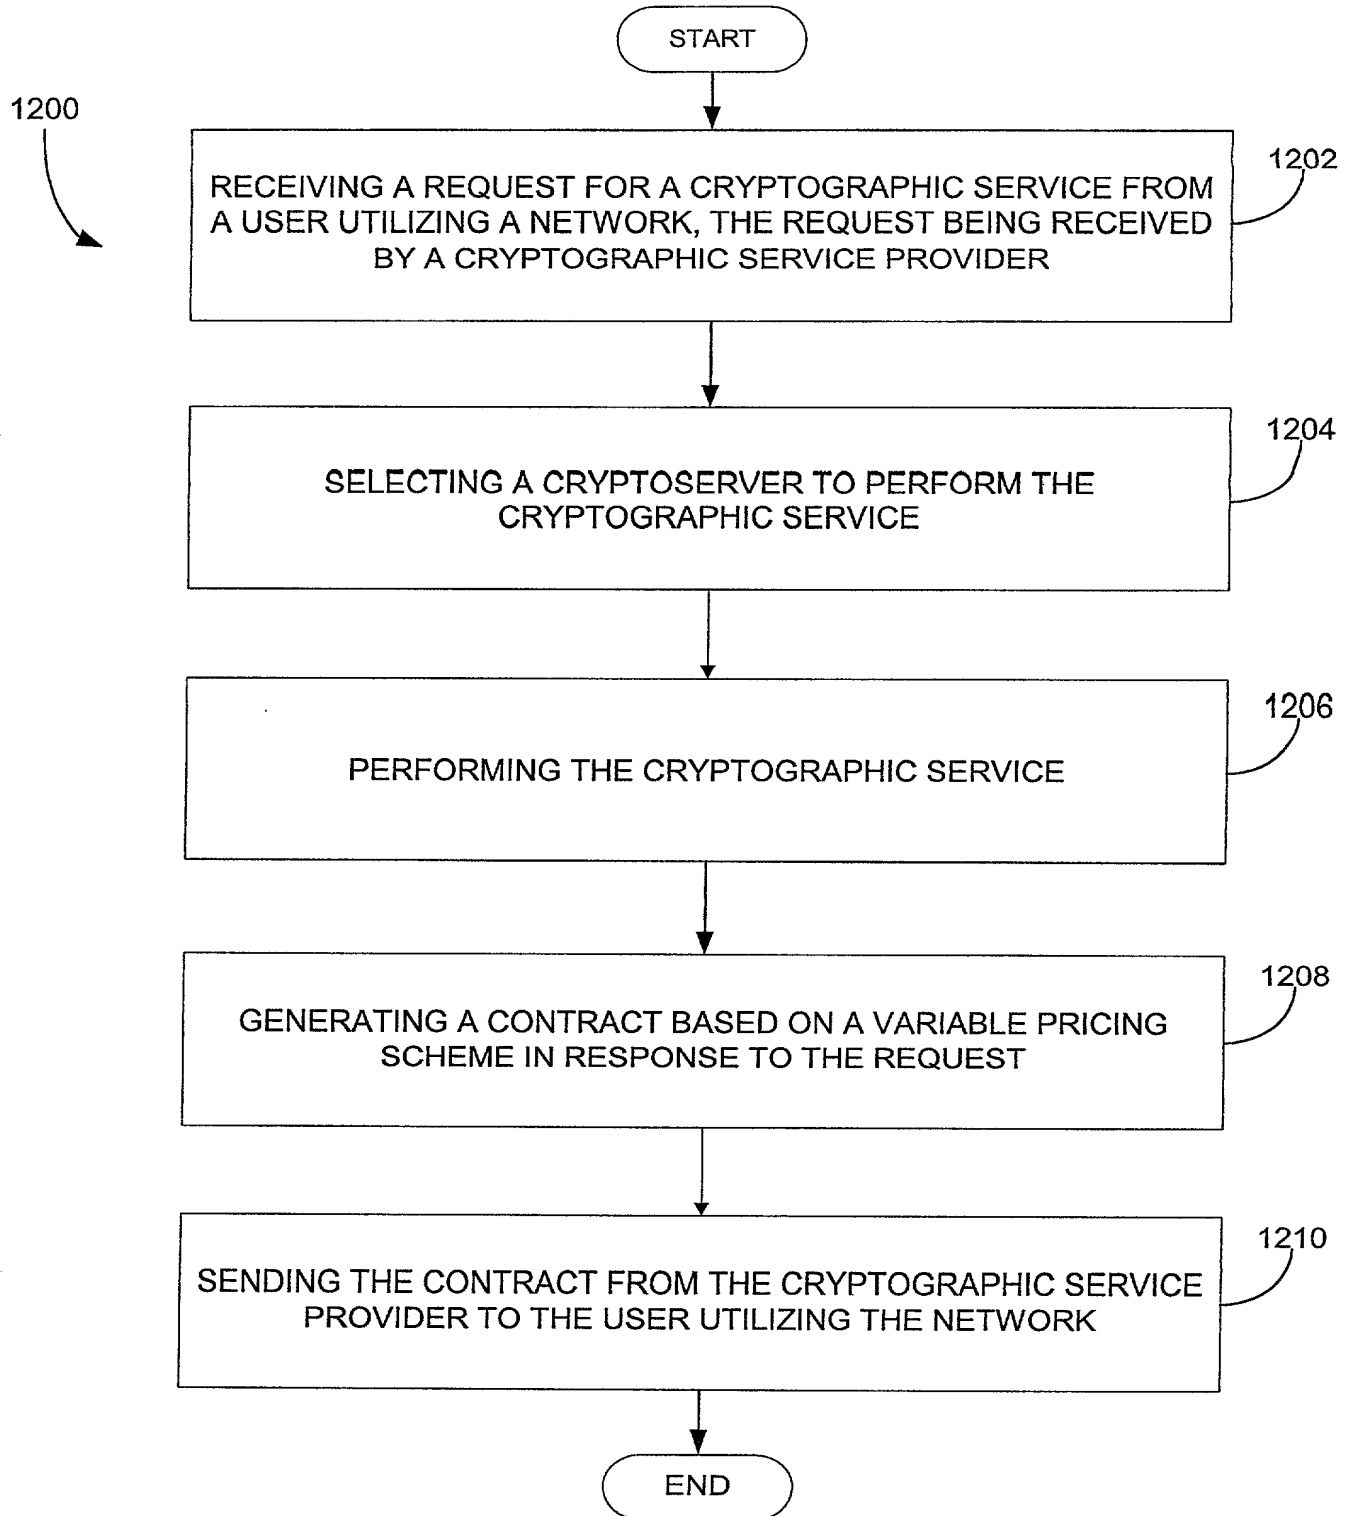 START
1200
1202
RECEIVING A REQUEST FOR A CRYPTOGRAPHIC SERVICE FROM
A USER UTILIZING A NETWORK, THE REQUEST BEING RECEIVED
BY A CRYPTOGRAPHIC SERVICE PROVIDER
1204
SELECTING A CRYPTOSERVER TO PERFORM THE
CRYPTOGRAPHIC SERVICE
1206
PERFORMING THE CRYPTOGRAPHIC SERVICE
1208
GENERATING A CONTRACT BASED ON A VARIABLE PRICING
SCHEME IN RESPONSE TO THE REQUEST
1210
SENDING THE CONTRACT FROM THE CRYPTOGRAPHIC SERVICE
PROVIDER TO THE USER UTILIZING THE NETWORK
END